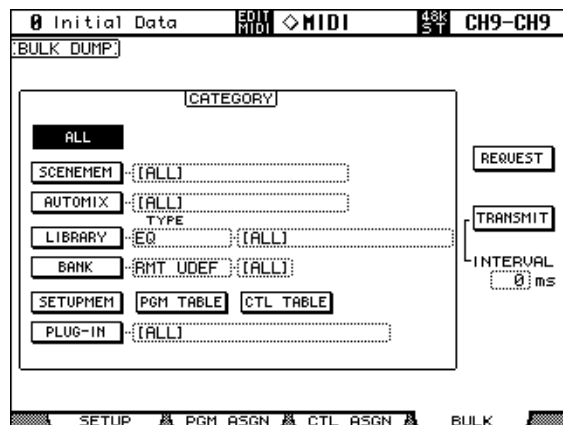 0 Initial Data EDIT MIDI ◇MIDI 48K ST CH9-CH9
BULK DUMP
CATEGORY
ALL
REQUEST
SCENEMEM [ALL]
AUTOMIX [ALL]
TRANSMIT
TYPE
LIBRARY EQ [ALL]
INTERVAL
BANK RMT UDEF [ALL]
0 ms
SETUPMEM PGM TABLE CTL TABLE
PLUG-IN [ALL]
SETUP PGM ASGN CTL ASGN BULK